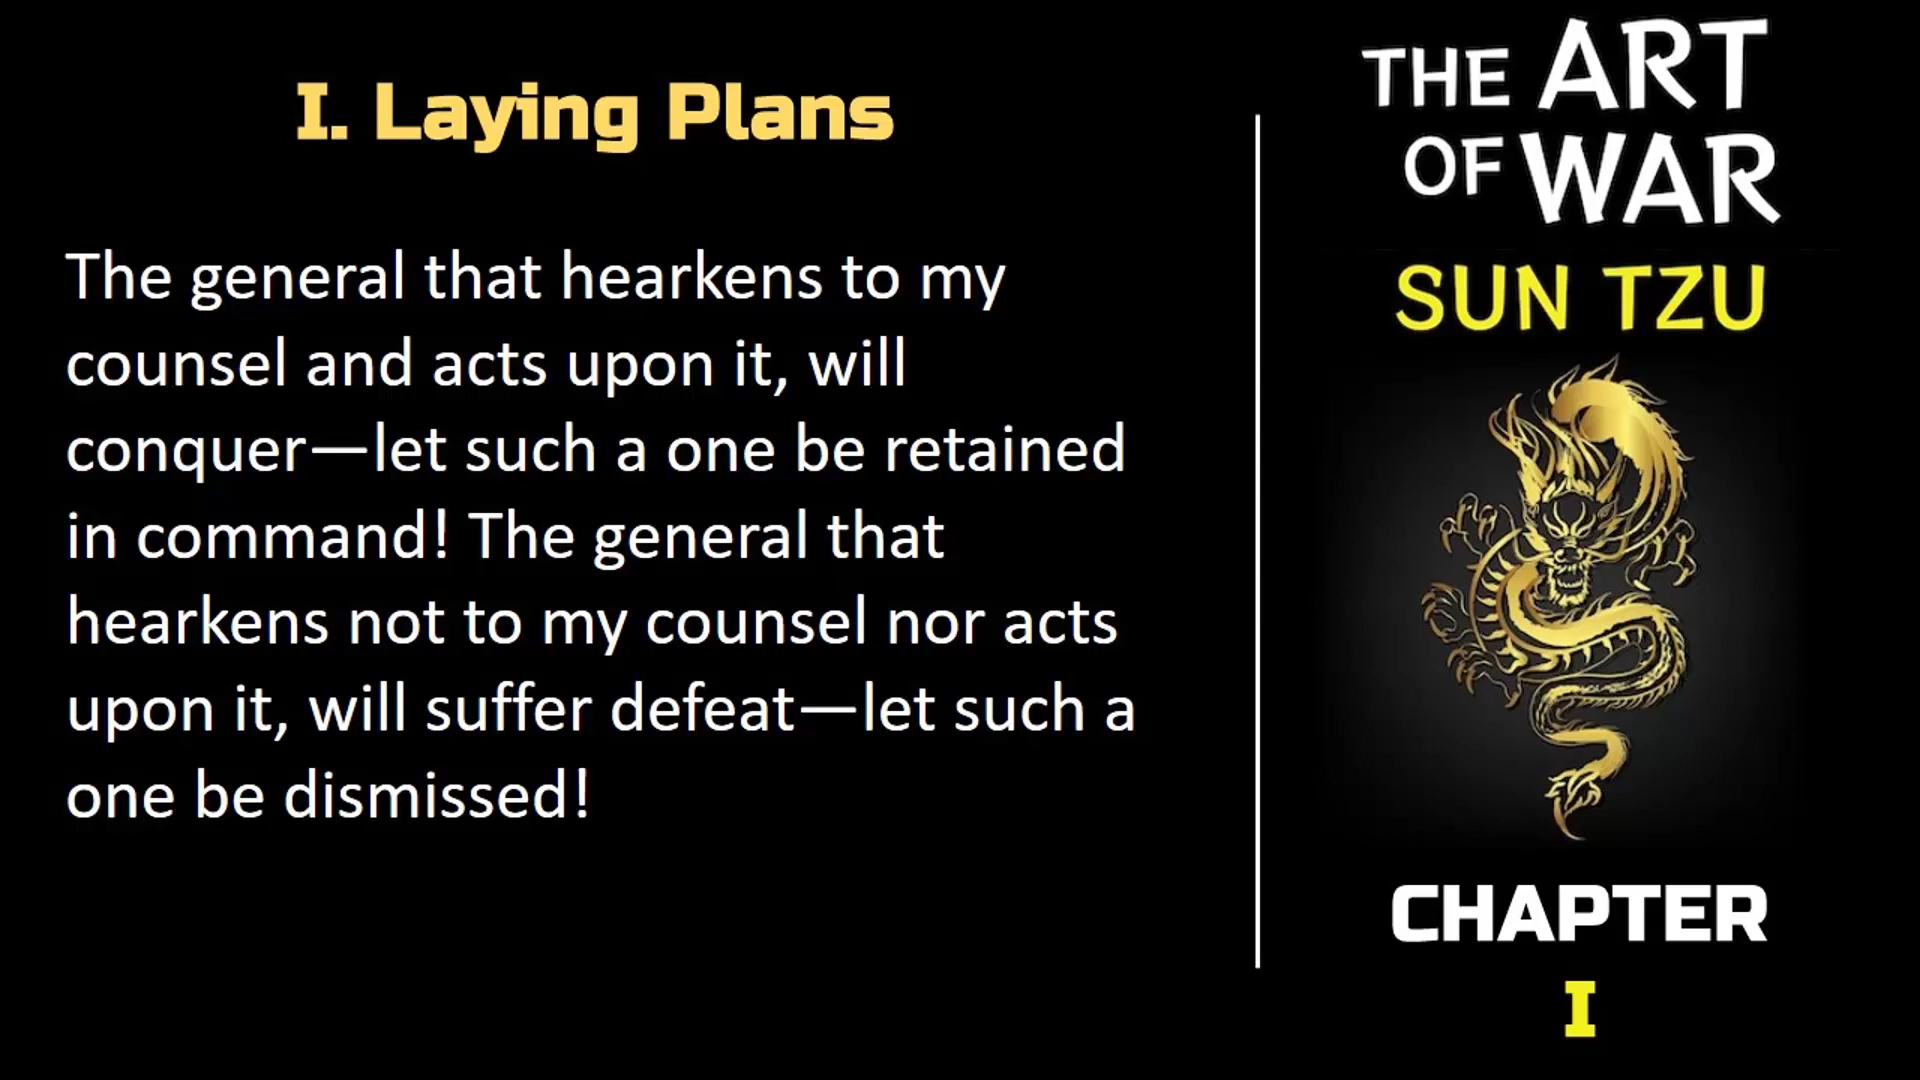 I. Laying Plans
The general that hearkens to my
counsel and acts upon it, will
conquer—let such a one be retained
in command! The general that
hearkens not to my counsel nor acts
upon it, will suffer defeat—let such a
one be dismissed!
THE ART
OF WAR
SUN TZU
CHAPTER
I